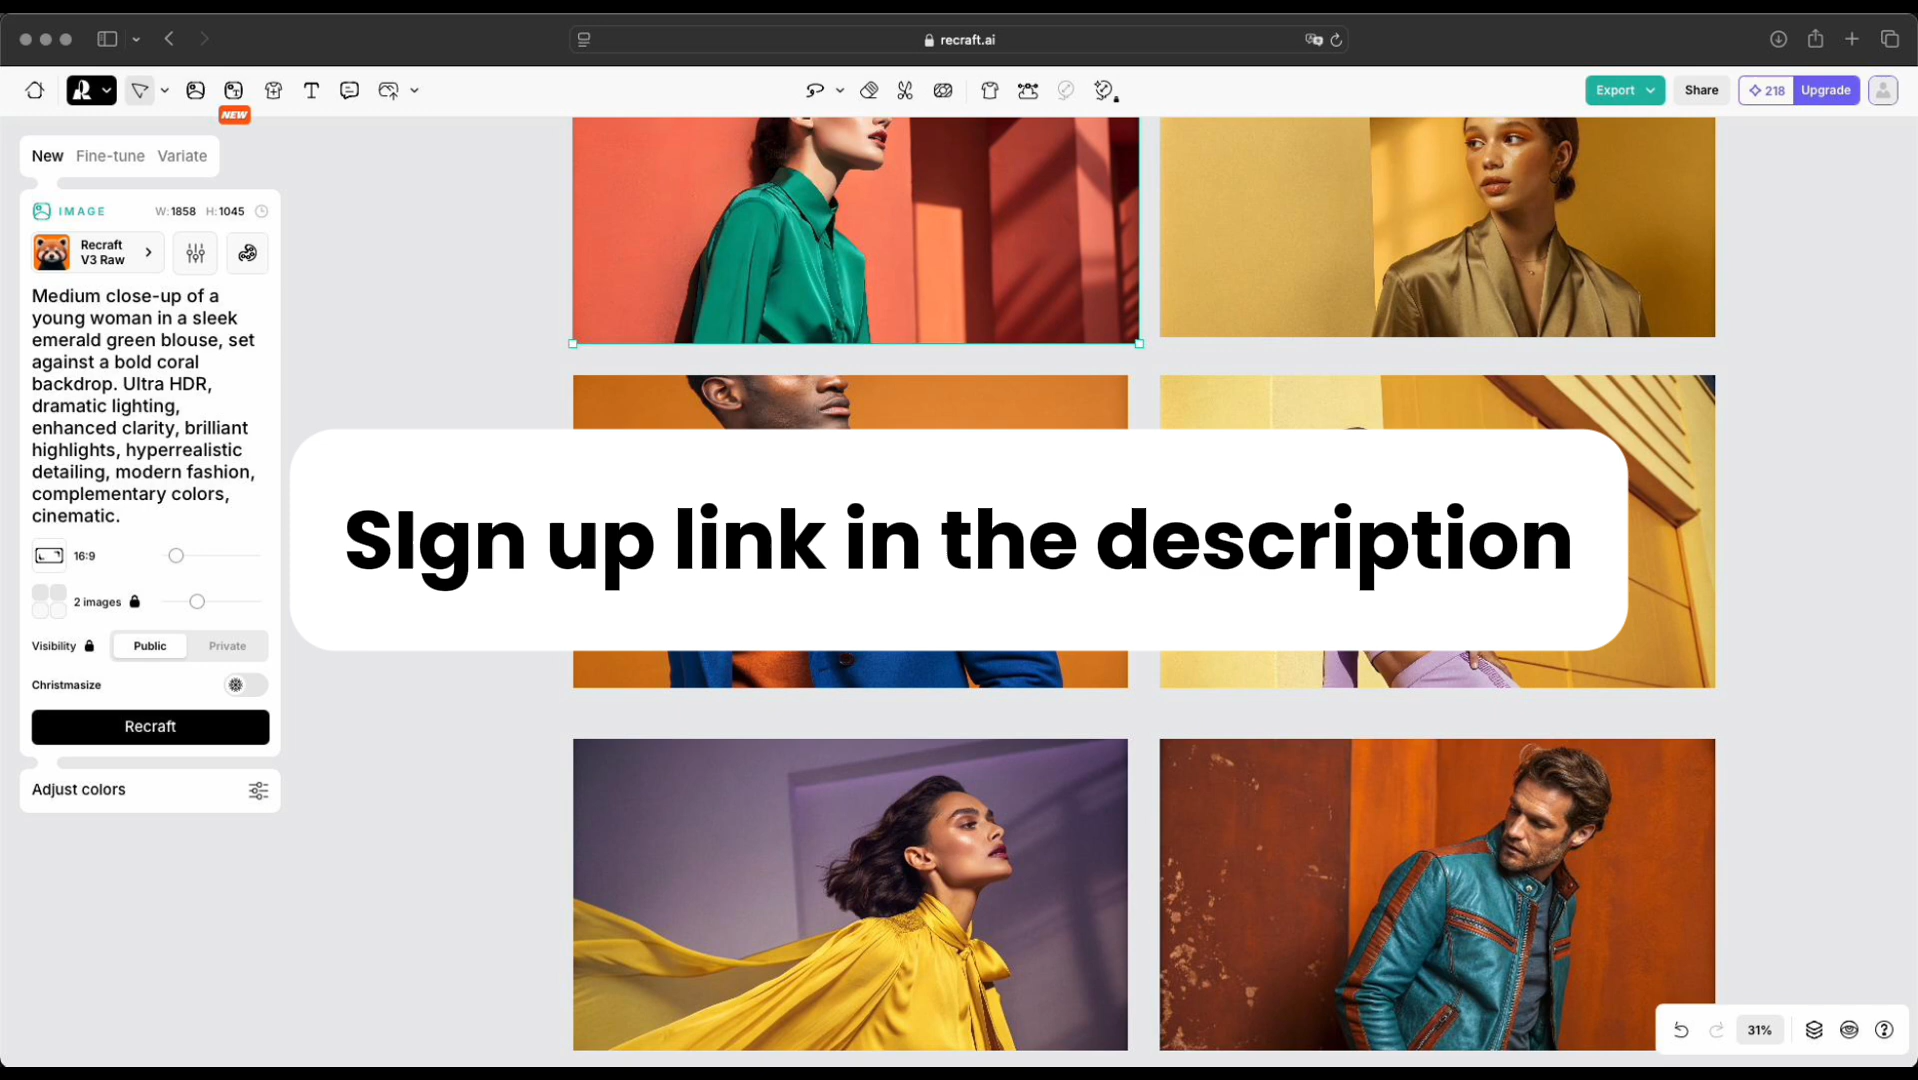 recraft.ai
Export
Share
218
Upgrade
NEW
New Fine-tune Variate
IMAGE W: 1858 H: 1045
Recraft
V3 Raw
Medium close-up of a
young woman in a sleek
emerald green blouse, set
against a bold coral
backdrop. Ultra HDR,
dramatic lighting,
enhanced clarity, brilliant
highlights, hyperrealistic
detailing, modern fashion,
complementary colors,
cinematic.
16:9
2 images
Visibility Public Private
Christmasize
Recraft
Adjust colors
SIgn up link in the description
31%